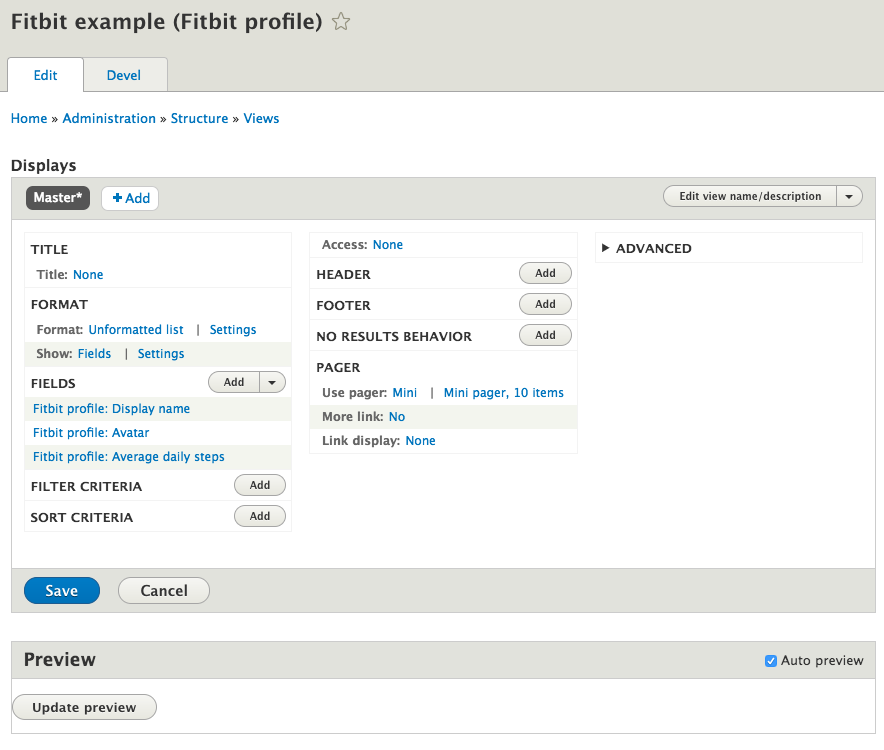 Fitbit example (Fitbit profile)
Edit
Devel
Home » Administration » Structure » Views
Displays
Master*
+ Add
Edit view name/description
TITLE
Title: None
FORMAT
Format: Unformatted list | Settings
Show: Fields | Settings
FIELDS
Add
Fitbit profile: Display name
Fitbit profile: Avatar
Fitbit profile: Average daily steps
FILTER CRITERIA
Add
SORT CRITERIA
Add
Access: None
HEADER
Add
FOOTER
Add
NO RESULTS BEHAVIOR
Add
PAGER
Use pager: Mini | Mini pager, 10 items
More link: No
Link display: None
ADVANCED
Save
Cancel
Preview
Auto preview
Update preview